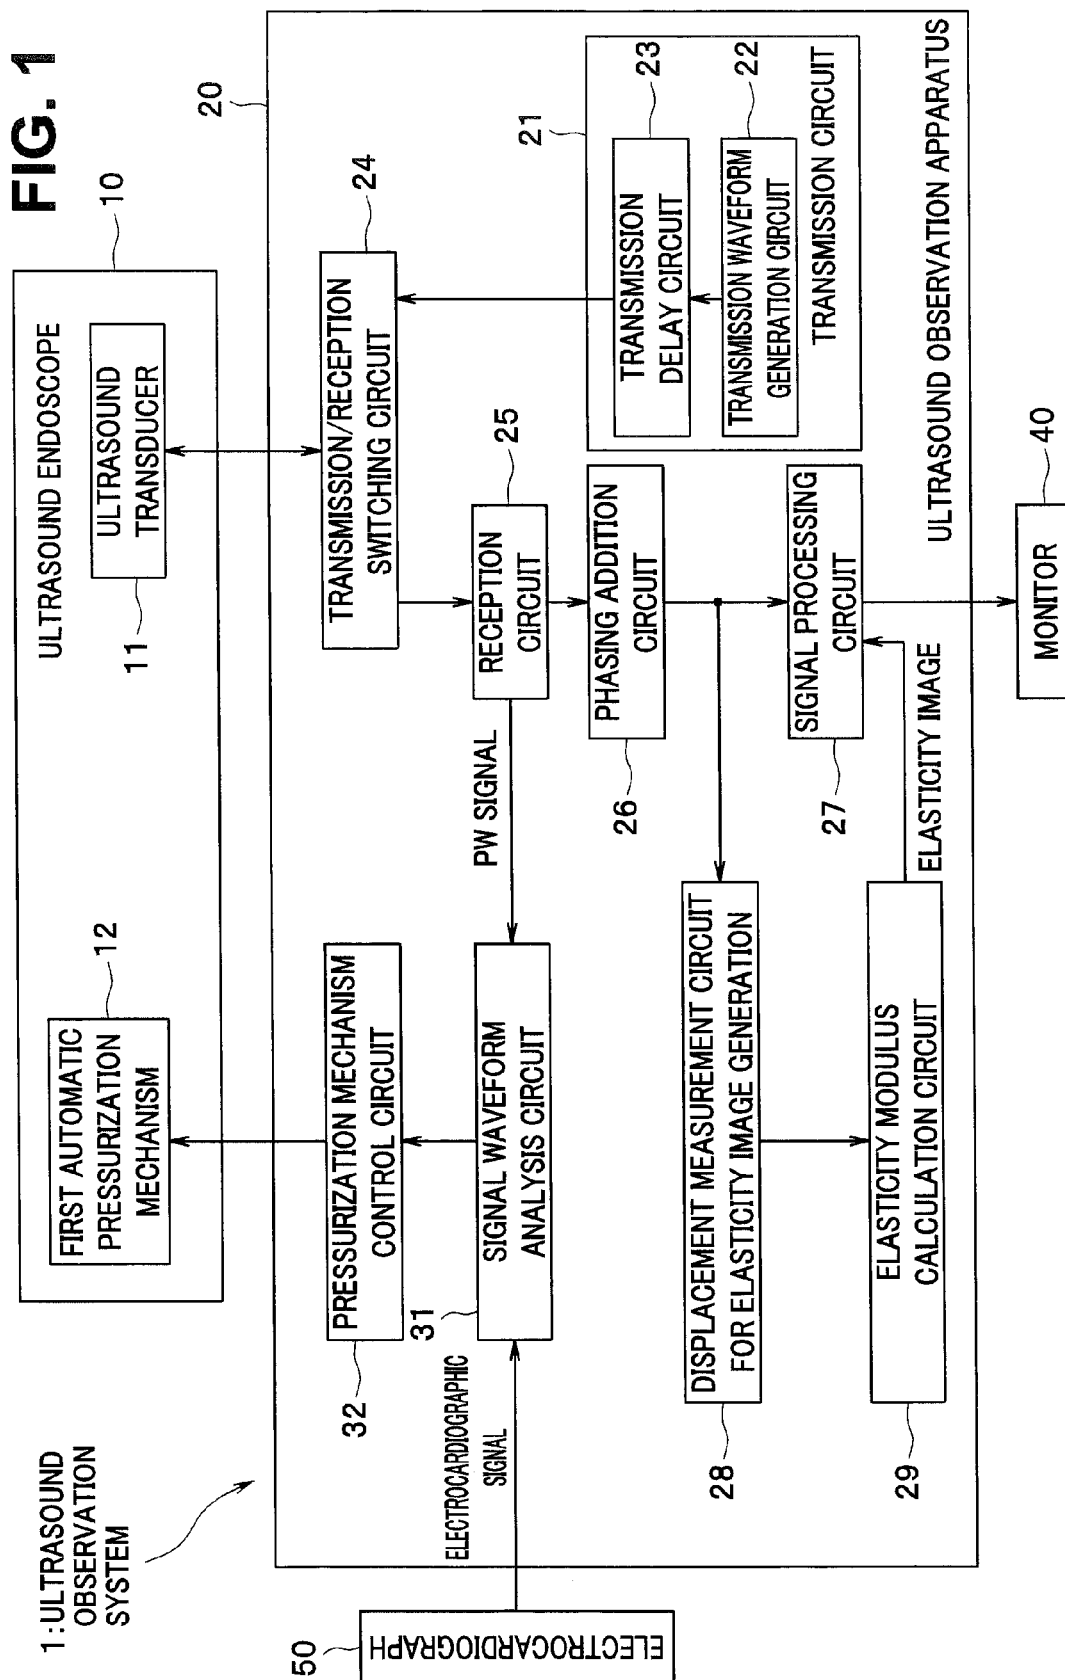 FIG. 1
1:ULTRASOUND
OBSERVATION
SYSTEM
10
ULTRASOUND ENDOSCOPE
12
FIRST AUTOMATIC
PRESSURIZATION
MECHANISM
11
ULTRASOUND
TRANSDUCER
20
32
PRESSURIZATION MECHANISM
CONTROL CIRCUIT
24
TRANSMISSION/RECEPTION
SWITCHING CIRCUIT
50
ELECTROCARDIOGRAPH
ELECTROCARDIOGRAPHIC
SIGNAL
31
SIGNAL WAVEFORM
ANALYSIS CIRCUIT
PW SIGNAL
25
RECEPTION
CIRCUIT
21
23
TRANSMISSION
DELAY CIRCUIT
22
TRANSMISSION WAVEFORM
GENERATION CIRCUIT
TRANSMISSION CIRCUIT
26
PHASING ADDITION
CIRCUIT
28
DISPLACEMENT MEASUREMENT CIRCUIT
FOR ELASTICITY IMAGE GENERATION
27
SIGNAL PROCESSING
CIRCUIT
29
ELASTICITY MODULUS
CALCULATION CIRCUIT
ELASTICITY IMAGE
ULTRASOUND OBSERVATION APPARATUS
40
MONITOR